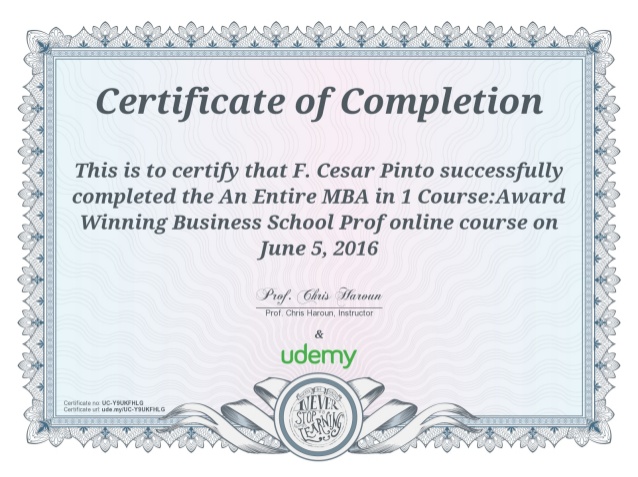 Certificate of Completion
This is to certify that F. Cesar Pinto successfully
completed the An Entire MBA in 1 Course:Award
Winning Business School Prof online course on
June 5, 2016
Prof. Chris Haroun
Prof. Chris Haroun, Instructor
&
udemy
Certificate no: UC-Y9UKFHLG
Certificate url: ude.my/UC-Y9UKFHLG
NEVER
STOP
LEARNING